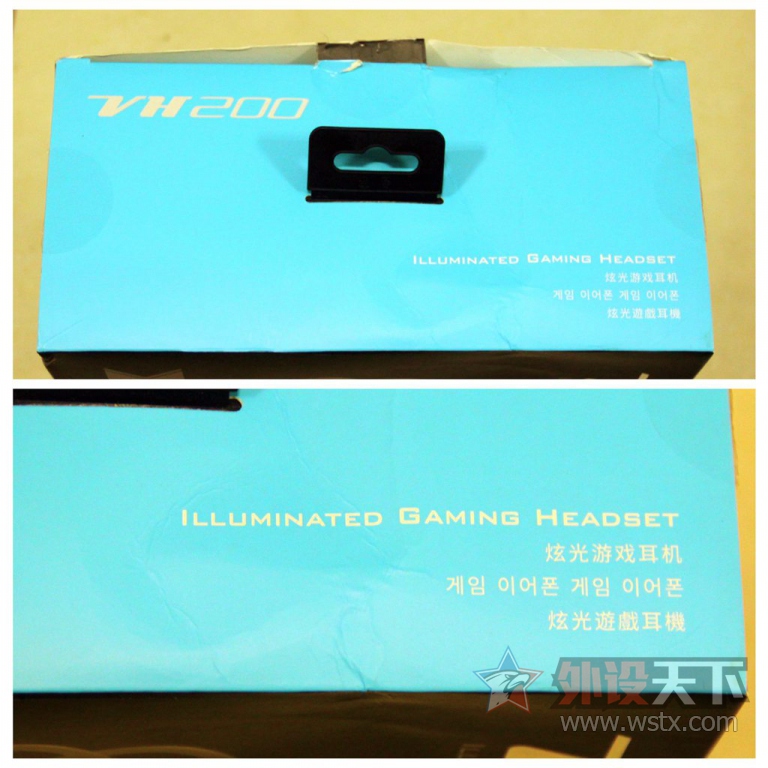 VH200
ILLUMINATED GAMING HEADSET
炫光游戏耳机
게임 이어폰 게임 이어폰
炫光遊戲耳機
ILLUMINATED GAMING HEADSET
炫光游戏耳机
게임 이어폰 게임 이어폰
炫光遊戲耳機
外设天下
www.wstx.com